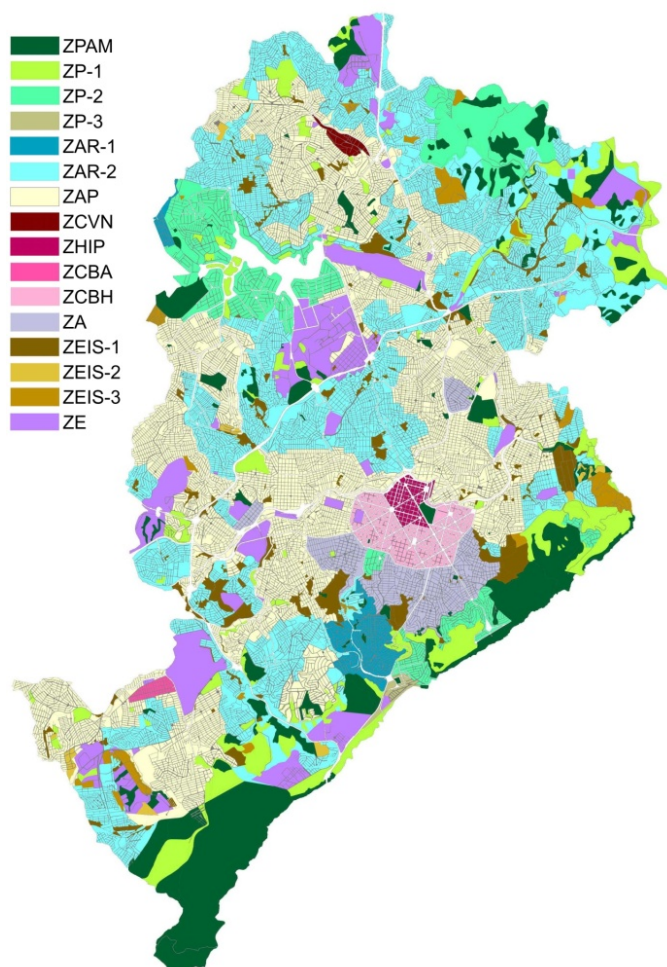 ZPAM
ZP-1
ZP-2
ZP-3
ZAR-1
ZAR-2
ZAP
ZCVN
ZHIP
ZCBA
ZCBH
ZA
ZEIS-1
ZEIS-2
ZEIS-3
ZE